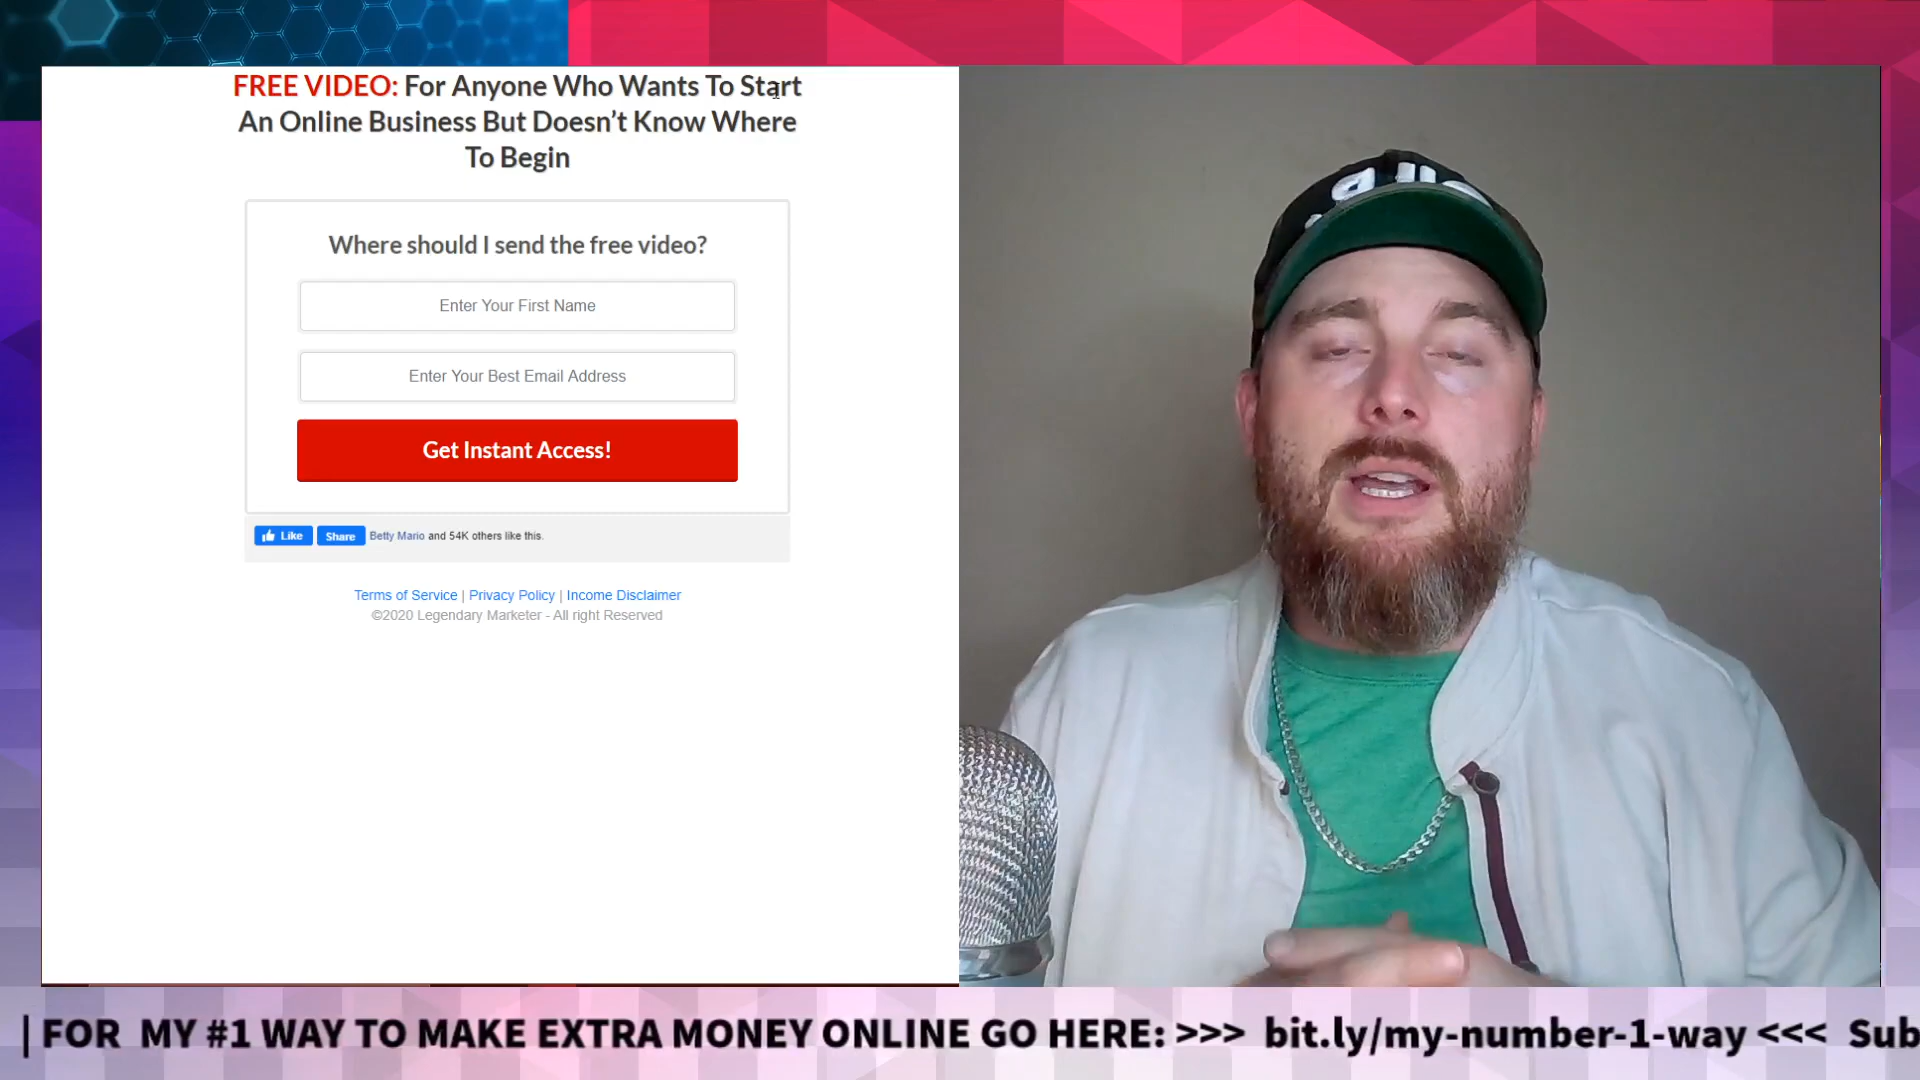 FREE VIDEO: For Anyone Who Wants To Start
An Online Business But Doesn’t Know Where
To Begin
Where should I send the free video?
Enter Your First Name
Enter Your Best Email Address
Get Instant Access!
Like Share Betty Mario and 54K others like this.
Terms of Service | Privacy Policy | Income Disclaimer
©2020 Legendary Marketer - All right Reserved
| FOR MY #1 WAY TO MAKE EXTRA MONEY ONLINE GO HERE: >>> bit.ly/my-number-1-way <<< Sub